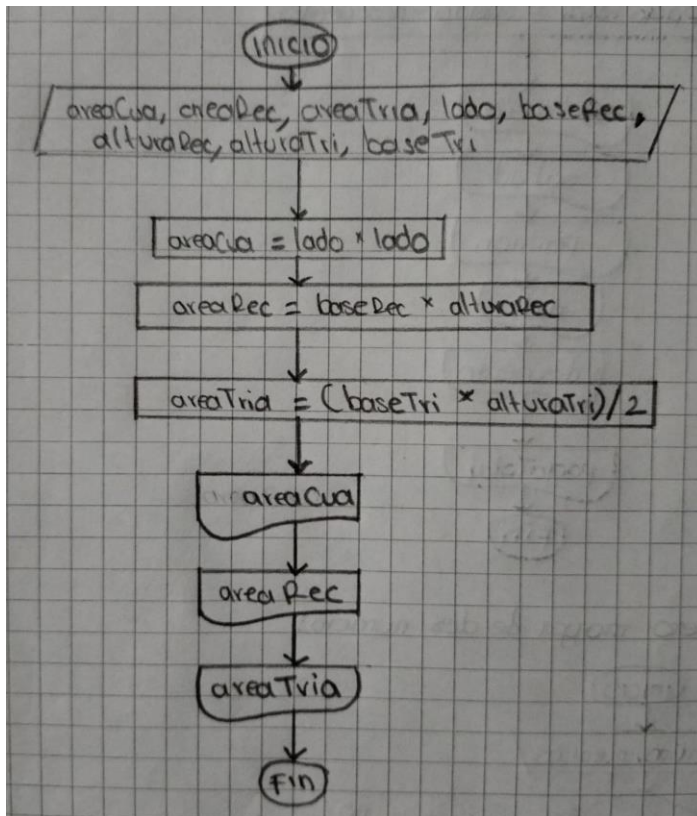 inicio
areaCua, areaRec, areaTria, lado, baseRec,
alturaRec, alturaTri, baseTri
areaCua = lado * lado
areaRec = baseRec * alturaRec
areaTria = (baseTri * alturaTri)/2
areaCua
areaRec
areaTria
Fin